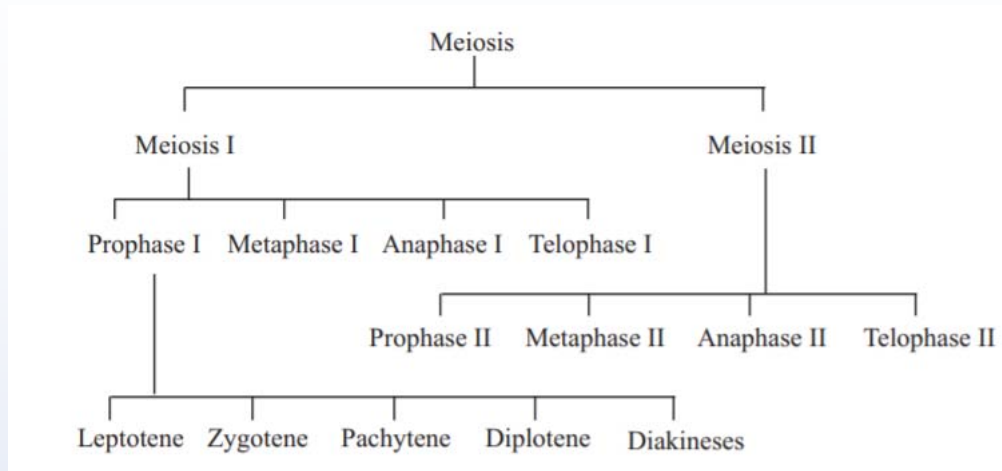 Meiosis
Meiosis I Meiosis II
Prophase I Metaphase I Anaphase I Telophase I
Prophase II Metaphase II Anaphase II Telophase II
Leptotene Zygotene Pachytene Diplotene Diakineses